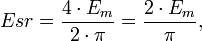 Esr = \frac{4 \cdot E_m}{2 \cdot \pi} = \frac{2 \cdot E_m}{\pi},